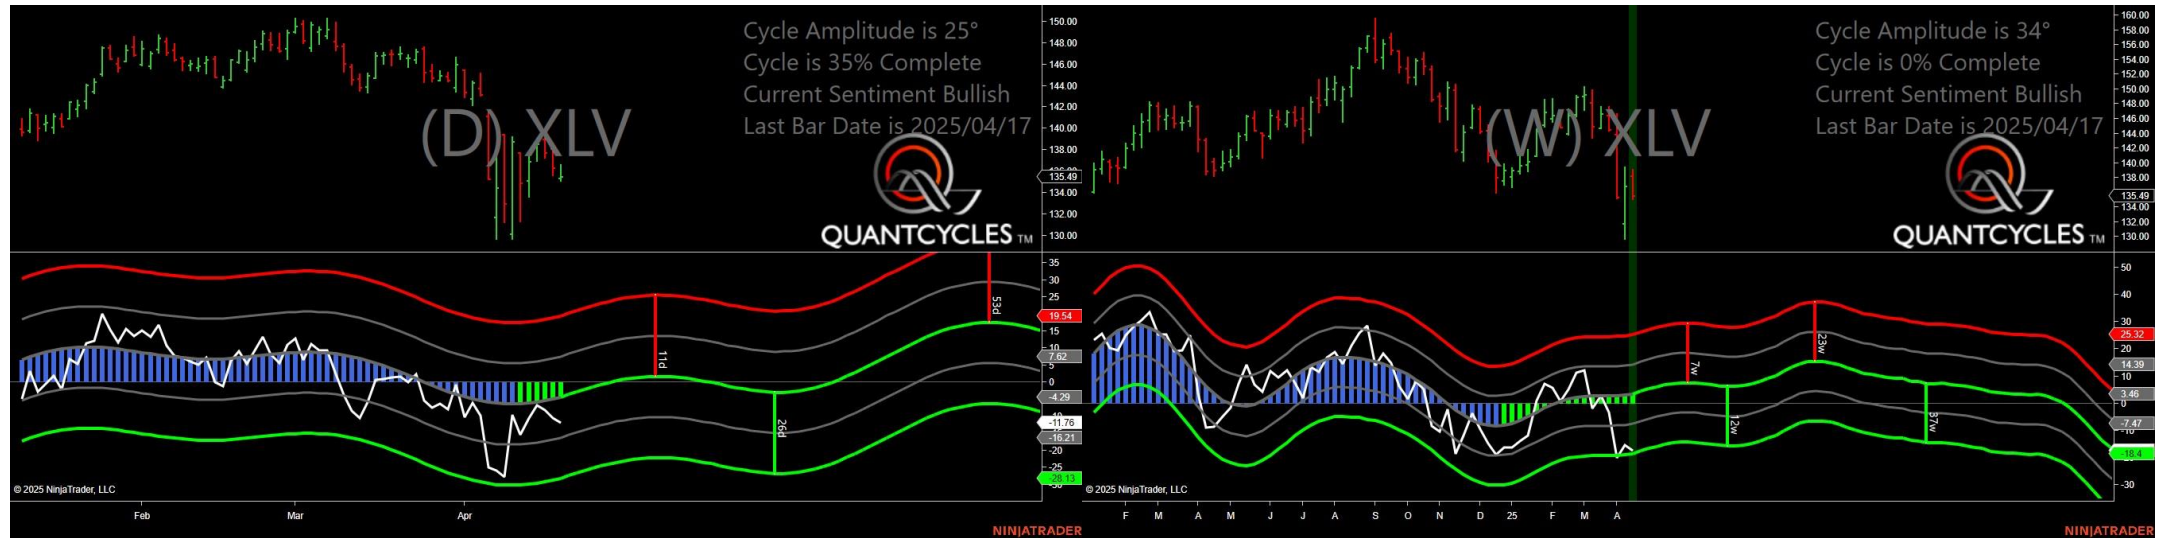 Cycle Amplitude is 25°
Cycle is 35% Complete
Current Sentiment Bullish
Last Bar Date is 2025/04/17
(D) XLV
QUANTCYCLES TM
150.00
148.00
146.00
144.00
142.00
140.00
138.00
135.49
134.00
132.00
130.00
35
30
25
19.54
15
10
7.62
5
0
-4.29
-11.76
-16.21
-20
-25
-28.13
11d
26d
53d
© 2025 NinjaTrader, LLC
Feb Mar Apr
NINJATRADER
Cycle Amplitude is 34°
Cycle is 0% Complete
Current Sentiment Bullish
Last Bar Date is 2025/04/17
(W) XLV
QUANTCYCLES TM
160.00
158.00
156.00
154.00
152.00
150.00
148.00
146.00
144.00
142.00
140.00
138.00
135.49
134.00
132.00
130.00
50
40
30
25.32
20
14.39
10
3.46
0
-7.47
-10
-18.4
-30
7w
12w
23w
37w
© 2025 NinjaTrader, LLC
F M A M J J A S O N D 25 F M A
NINJATRADER